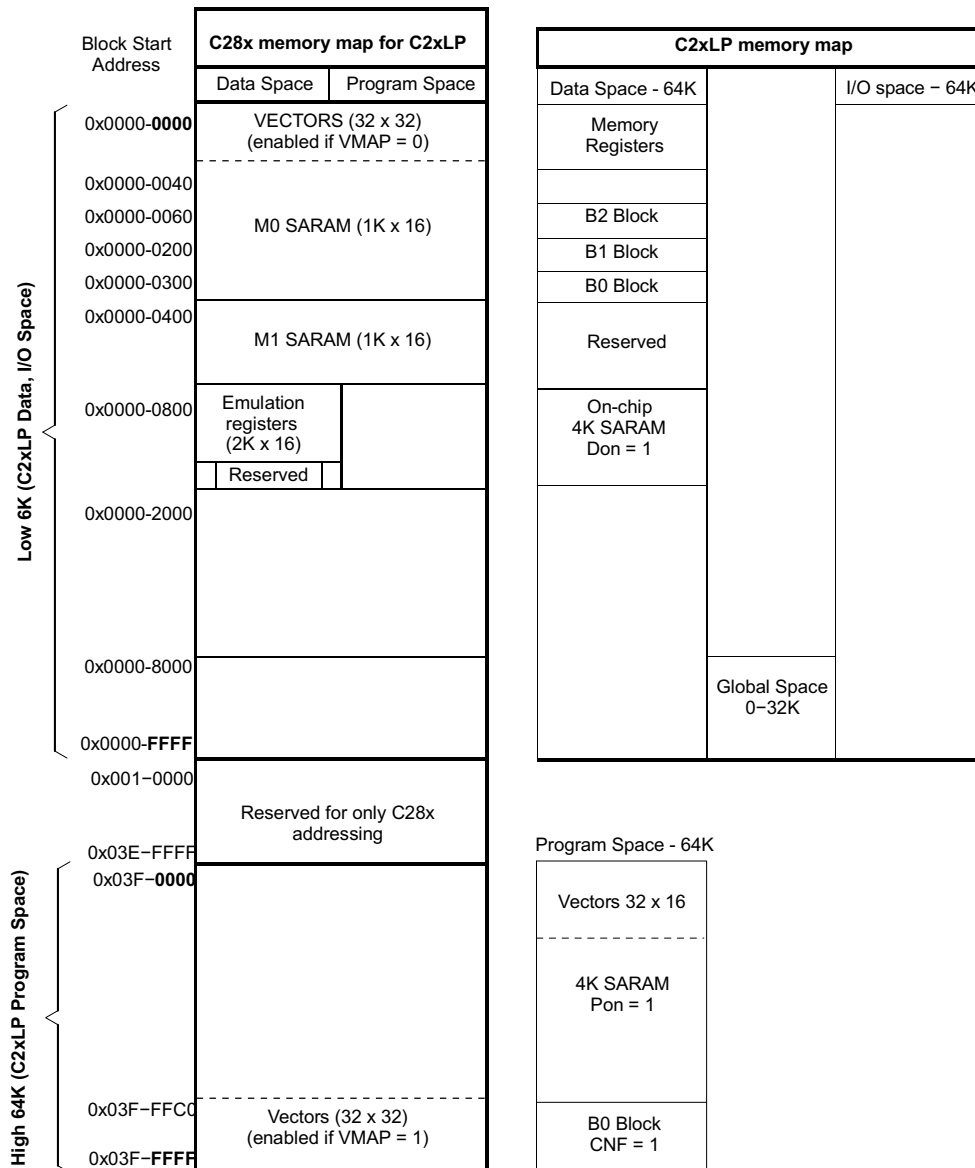 Block Start
Address
C28x memory map for C2xLP
Data Space
Program Space
Low 6K (C2xLP Data, I/O Space)
0x0000-0000
VECTORS (32 x 32)
(enabled if VMAP = 0)
0x0000-0040
0x0000-0060
M0 SARAM (1K x 16)
0x0000-0200
0x0000-0300
0x0000-0400
M1 SARAM (1K x 16)
0x0000-0800
Emulation
registers
(2K x 16)
Reserved
0x0000-2000
0x0000-8000
0x0000-FFFF
0x001−0000
Reserved for only C28x
addressing
0x03E−FFFF
High 64K (C2xLP Program Space)
0x03F−0000
0x03F−FFC0
Vectors (32 x 32)
(enabled if VMAP = 1)
0x03F−FFFF
C2xLP memory map
Data Space - 64K
I/O space − 64K
Memory
Registers
B2 Block
B1 Block
B0 Block
Reserved
On-chip
4K SARAM
Don = 1
Global Space
0−32K
Program Space - 64K
Vectors 32 x 16
4K SARAM
Pon = 1
B0 Block
CNF = 1